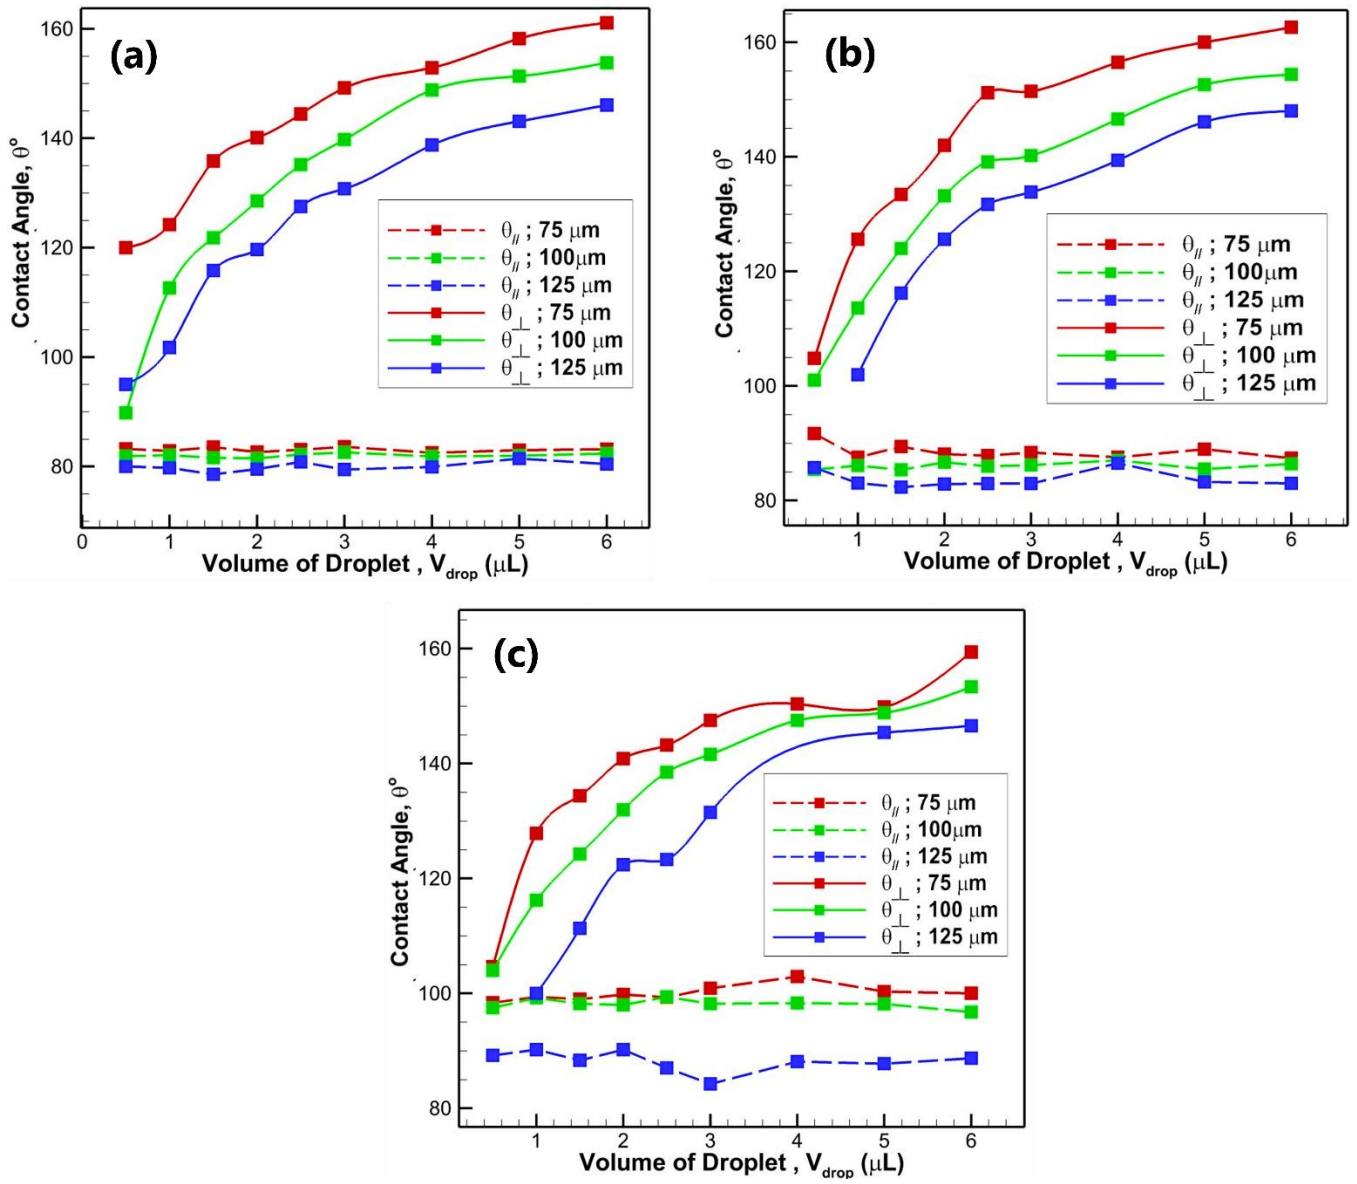 (a)
160
140
120
100
80
Contact Angle, θ°
θ// ; 75 μm
θ// ; 100μm
θ// ; 125 μm
θ⊥ ; 75 μm
θ⊥ ; 100 μm
θ⊥ ; 125 μm
0 1 2 3 4 5 6
Volume of Droplet , Vdrop (μL)
(b)
160
140
120
100
80
Contact Angle, θ°
θ// ; 75 μm
θ// ; 100μm
θ// ; 125 μm
θ⊥ ; 75 μm
θ⊥ ; 100 μm
θ⊥ ; 125 μm
1 2 3 4 5 6
Volume of Droplet , Vdrop (μL)
(c)
160
140
120
100
80
Contact Angle, θ°
θ// ; 75 μm
θ// ; 100μm
θ// ; 125 μm
θ⊥ ; 75 μm
θ⊥ ; 100 μm
θ⊥ ; 125 μm
1 2 3 4 5 6
Volume of Droplet , Vdrop (μL)